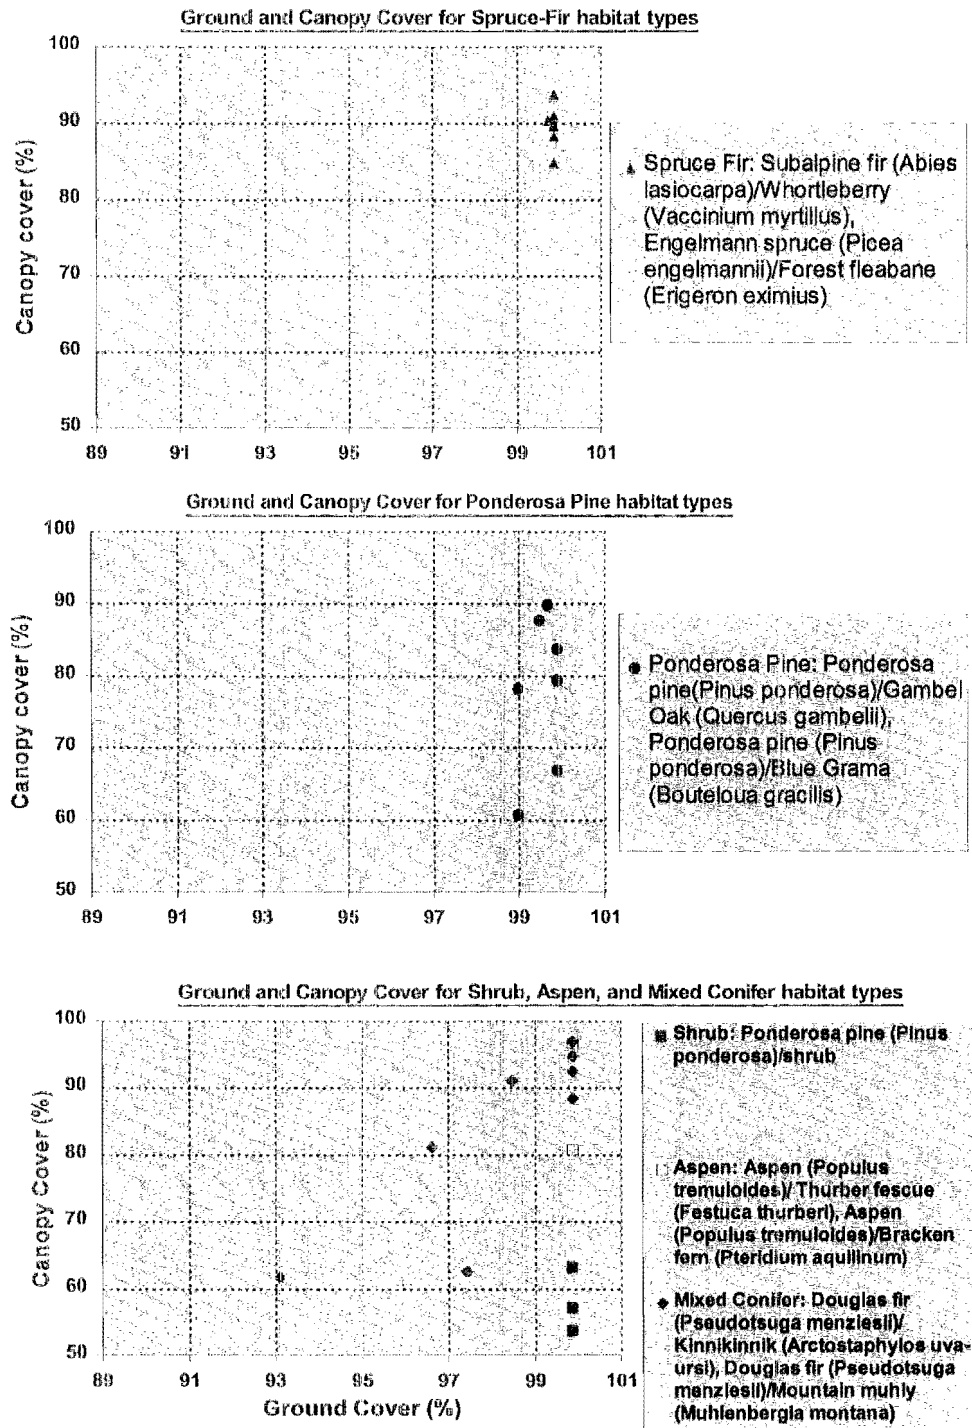 Ground and Canopy Cover for Spruce-Fir habitat types
100
90
80
70
60
50
Canopy cover (%)
89 91 93 95 97 99 101
Spruce Fir: Subalpine fir (Abies
lasiocarpa)/Whortleberry
(Vaccinium myrtillus),
Engelmann spruce (Picea
engelmannii)/Forest fleabane
(Erigeron eximius)
Ground and Canopy Cover for Ponderosa Pine habitat types
100
90
80
70
60
50
Canopy cover (%)
89 91 93 95 97 99 101
Ponderosa Pine: Ponderosa
pine(Pinus ponderosa)/Gambel
Oak (Quercus gambelii),
Ponderosa pine (Pinus
ponderosa)/Blue Grama
(Bouteloua gracilis)
Ground and Canopy Cover for Shrub, Aspen, and Mixed Conifer habitat types
100
90
80
70
60
50
Canopy Cover (%)
89 91 93 95 97 99 101
Ground Cover (%)
Shrub: Ponderosa pine (Pinus
ponderosa)/shrub
Aspen: Aspen (Populus
tremuloides)/ Thurber fescue
(Festuca thurberi), Aspen
(Populus tremuloides)/Bracken
fern (Pteridium aquilinum)
Mixed Conifer: Douglas fir
(Pseudotsuga menziesii)/
Kinnikinnik (Arctostaphylos uva-
ursi), Douglas fir (Pseudotsuga
menziesii)/Mountain muhly
(Muhlenbergia montana)